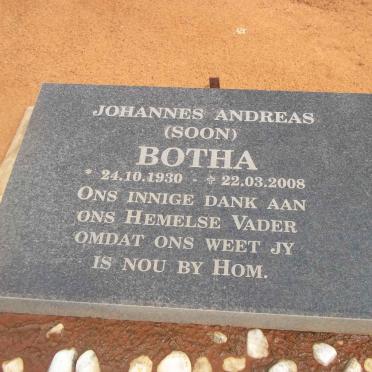 JOHANNES ANDREAS
(SOON)
BOTHA
* 24.10.1930 - ✝ 22.03.2008
ONS INNIGE DANK AAN
ONS HEMELSE VADER
OMDAT ONS WEET JY
IS NOU BY HOM.